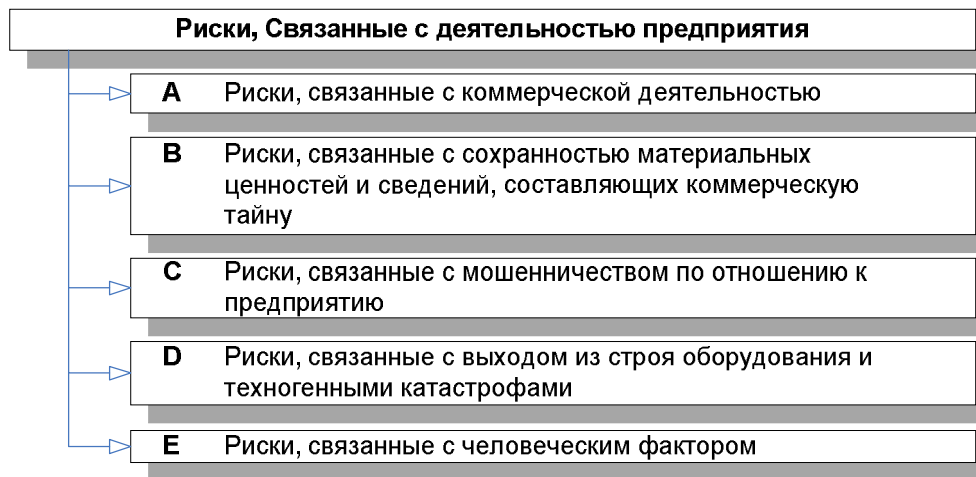 Риски, Связанные с деятельностью предприятия
A Риски, связанные с коммерческой деятельностью
B Риски, связанные с сохранностью материальных
ценностей и сведений, составляющих коммерческую
тайну
C Риски, связанные с мошенничеством по отношению к
предприятию
D Риски, связанные с выходом из строя оборудования и
техногенными катастрофами
E Риски, связанные с человеческим фактором